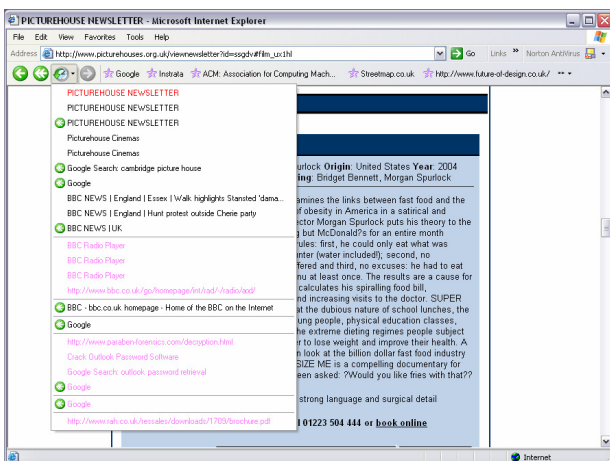 PICTUREHOUSE NEWSLETTER - Microsoft Internet Explorer
File Edit View Favorites Tools Help
Address http://www.picturehouses.org.uk/viewnewsletter?id=ssgdv#film_ux1hl Go Links » Norton AntiVirus
Google Instrata ACM: Association for Computing Mach... Streetmap.co.uk http://www.future-of-design.co.uk/
PICTUREHOUSE NEWSLETTER
PICTUREHOUSE NEWSLETTER
PICTUREHOUSE NEWSLETTER
Picturehouse Cinemas
Picturehouse Cinemas
Google Search: cambridge picture house
Google
BBC NEWS | England | Essex | Walk highlights Stansted 'dama...
BBC NEWS | England | Hunt protest outside Cherie party
BBC NEWS | UK
BBC Radio Player
BBC Radio Player
BBC Radio Player
http://www.bbc.co.uk/go/homepage/int/rad/-/radio/aod/
BBC - bbc.co.uk homepage - Home of the BBC on the Internet
Google
http://www.paraben-forensics.com/decryption.html
Crack Outlook Password Software
Google Search: outlook password retrieval
Google
Google
http://www.rah.co.uk/ressales/downloads/1709/brochure.pdf
urlock Origin: United States Year: 2004
ing: Bridget Bennett, Morgan Spurlock
amines the links between fast food and the
of obesity in America in a satirical and
ector Morgan Spurlock puts his theory to the
g but McDonald?s for an entire month
rules: first, he could only eat what was
nter (water included!); second, no
ffered and third, no excuses: he had to eat
nu at least once. The results are a cause for
calculates his spiralling food bill,
nd increasing visits to the doctor. SUPER
at the dubious nature of school lunches, the
ung people, physical education classes,
he extreme dieting regimes people subject
er to lose weight and improve their health. A
n look at the billion dollar fast food industry
SIZE ME is a compelling documentary for
een asked: ?Would you like fries with that??
strong language and surgical detail
l 01223 504 444 or book online
Internet